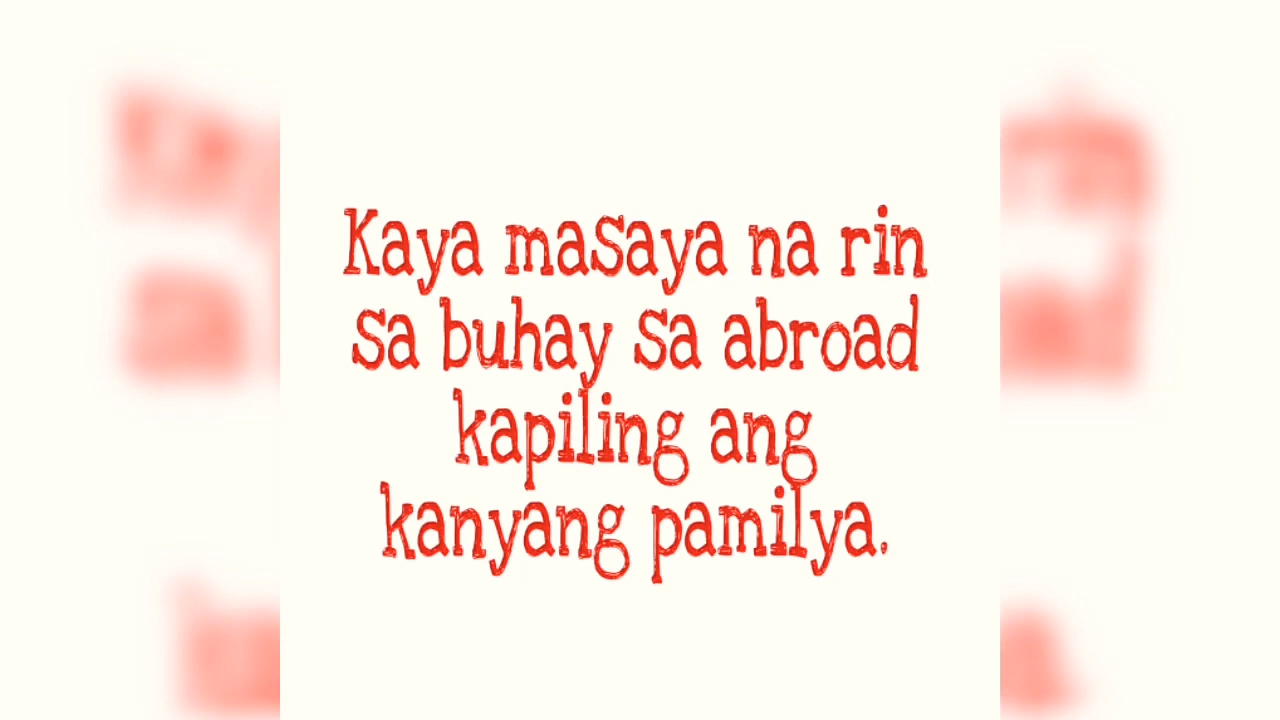 Kaya masaya na rin
sa buhay sa abroad
kapiling ang
kanyang pamilya.